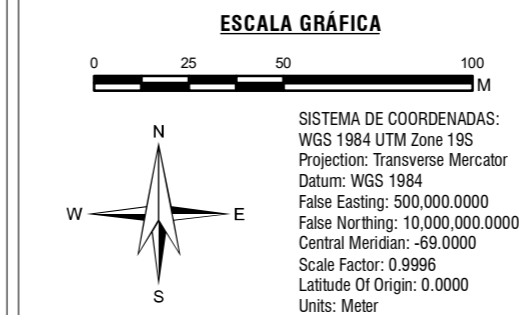 ESCALA GRÁFICA
0 25 50 100
M
SISTEMA DE COORDENADAS:
WGS 1984 UTM Zone 19S
Projection: Transverse Mercator
Datum: WGS 1984
False Easting: 500,000.0000
False Northing: 10,000,000.0000
Central Meridian: -69.0000
Scale Factor: 0.9996
Latitude Of Origin: 0.0000
Units: Meter
N
W E
S